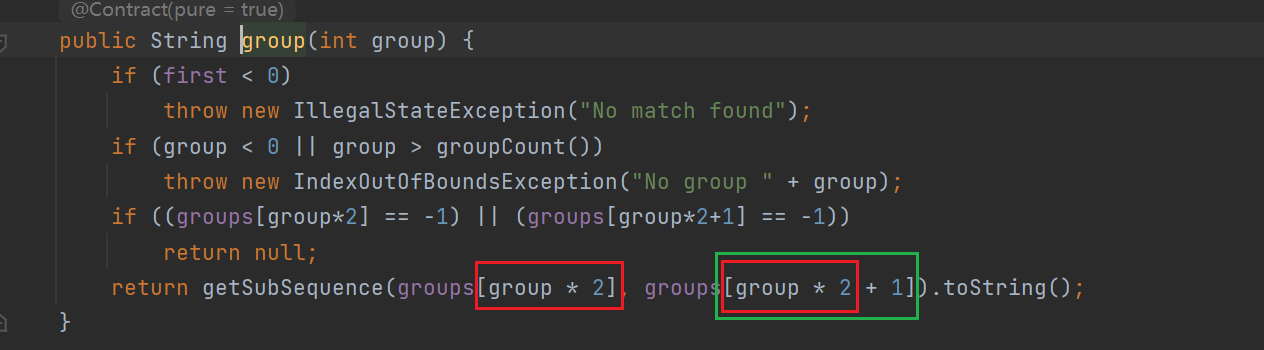 @Contract(pure = true)
public String group(int group) {
if (first < 0)
throw new IllegalStateException("No match found");
if (group < 0 || group > groupCount())
throw new IndexOutOfBoundsException("No group " + group);
if ((groups[group*2] == -1) || (groups[group*2+1] == -1))
return null;
return getSubSequence(groups[group * 2], groups[group * 2 + 1]).toString();
}